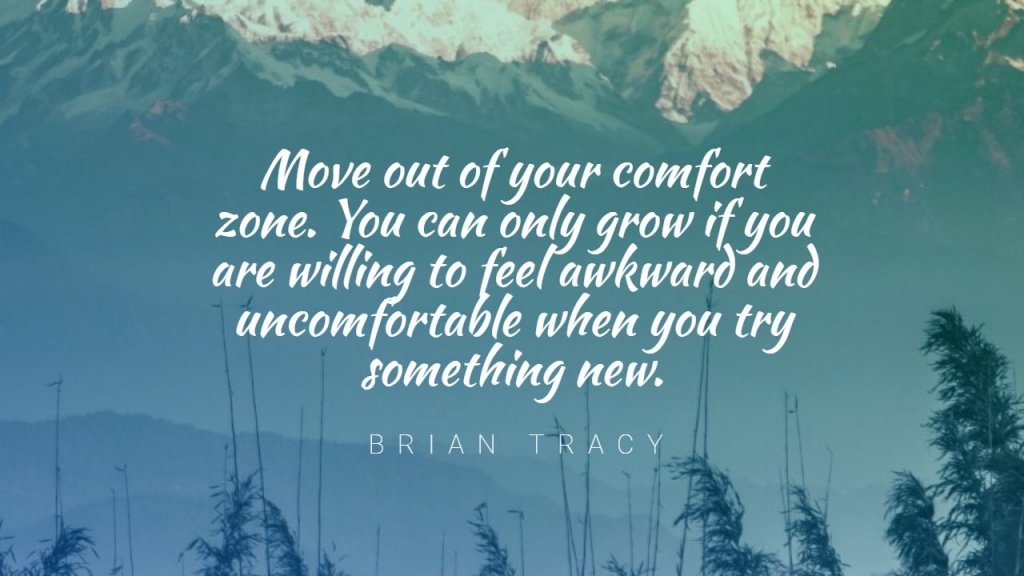 Move out of your comfort
zone. You can only grow if you
are willing to feel awkward and
uncomfortable when you try
something new.
BRIAN TRACY